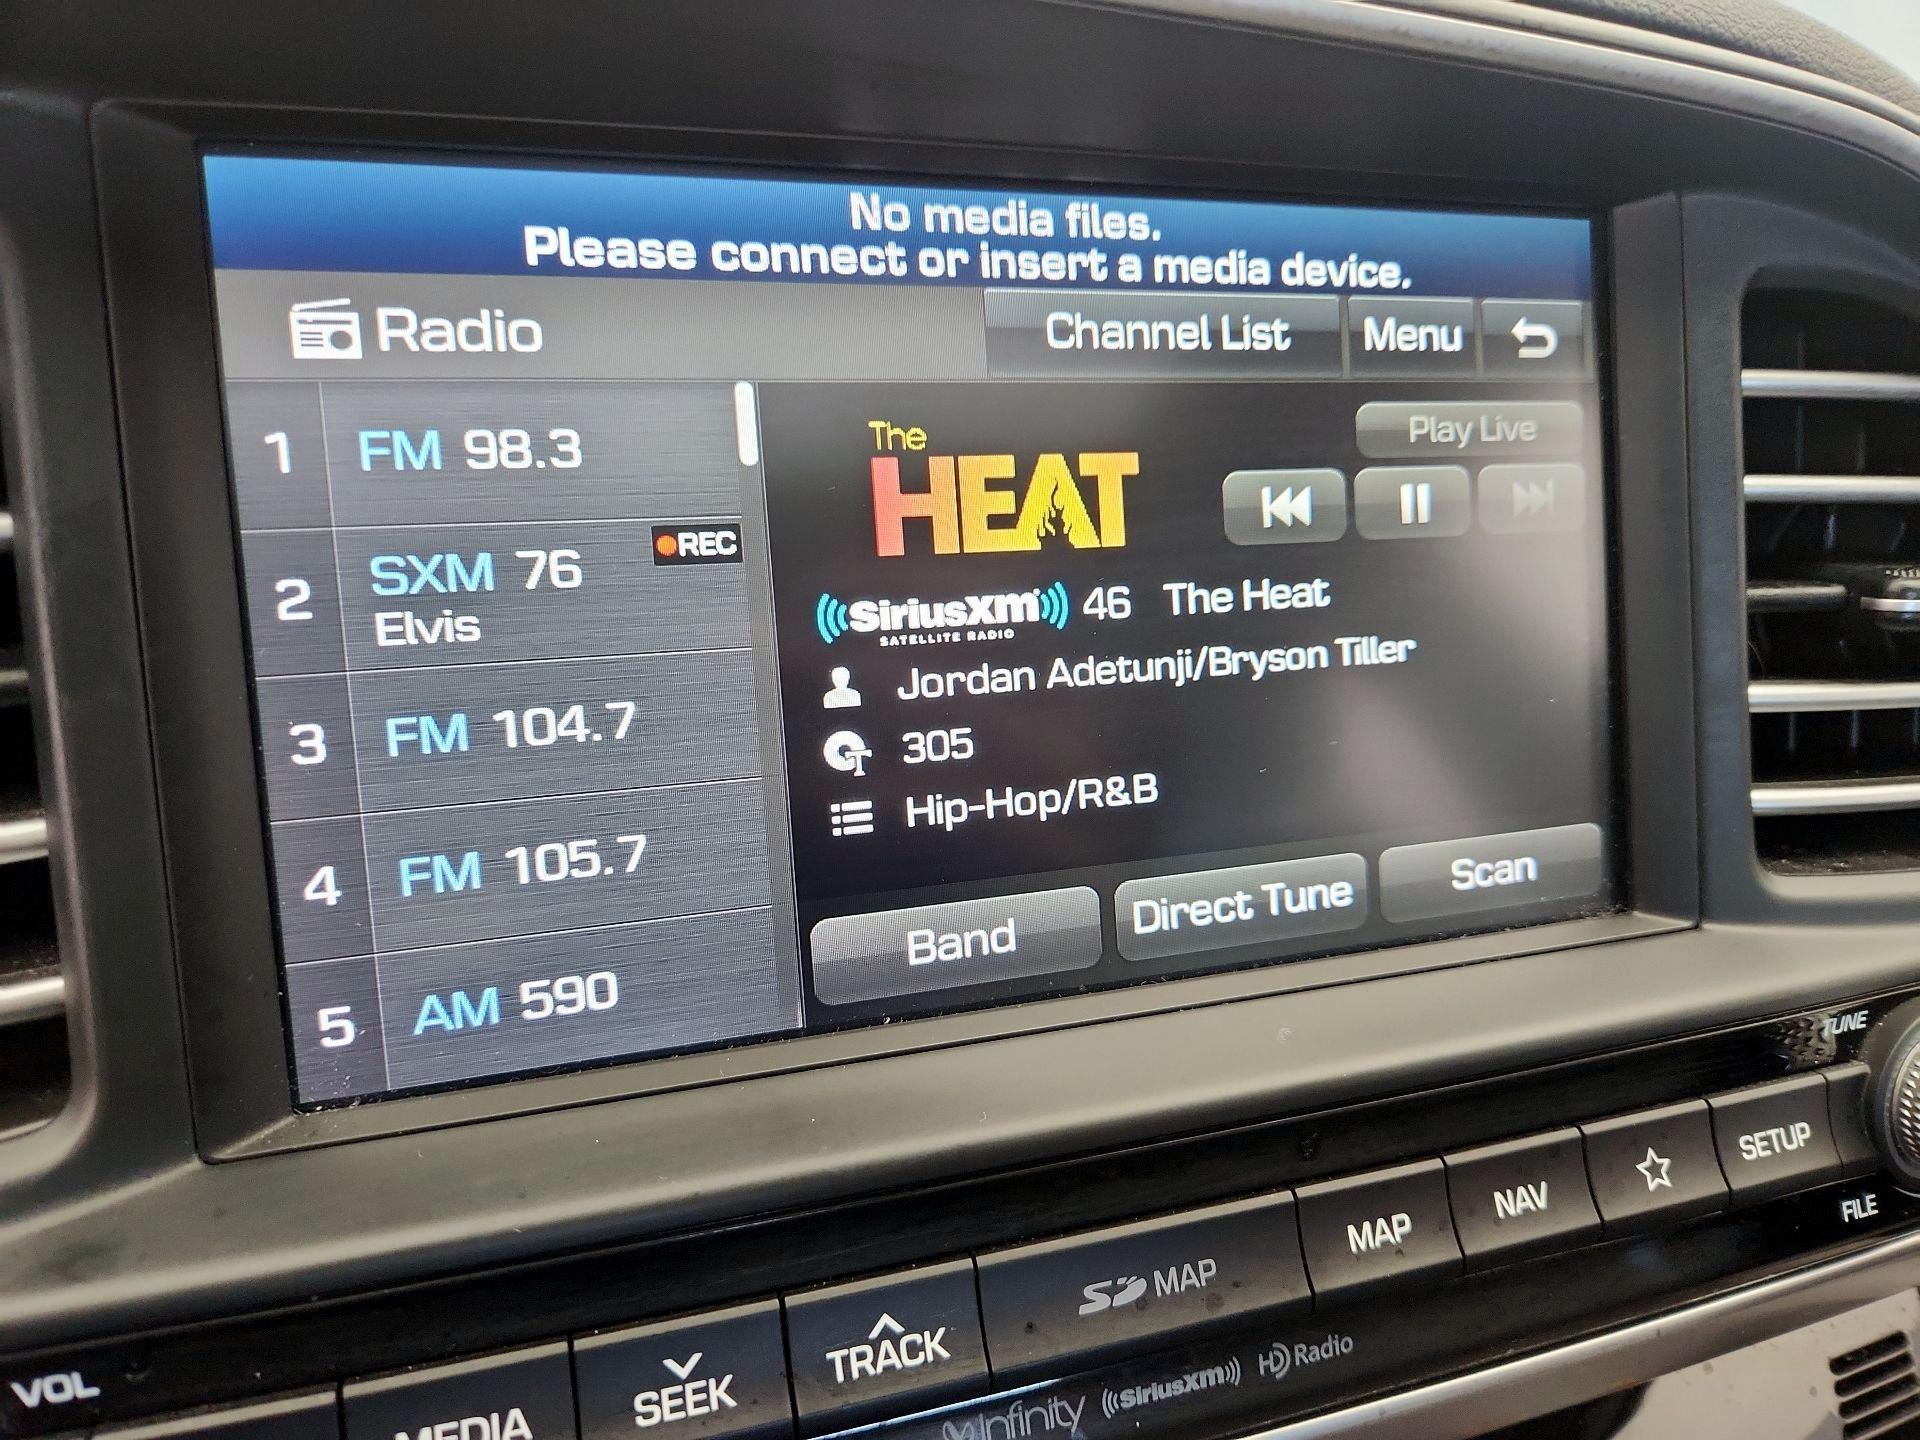 No media files.
Please connect or insert a media device.
Radio
Channel List
Menu
1 FM 98.3
2 SXM 76 REC
Elvis
3 FM 104.7
4 FM 105.7
5 AM 590
The
HEAT
Play Live
SiriusXM 46 The Heat
SATELLITE RADIO
Jordan Adetunji/Bryson Tiller
305
Hip-Hop/R&B
Band
Direct Tune
Scan
TUNE
VOL
MEDIA
SEEK
TRACK
SD MAP
MAP
NAV
SETUP
FILE
Infinity
SiriusXM
HD Radio